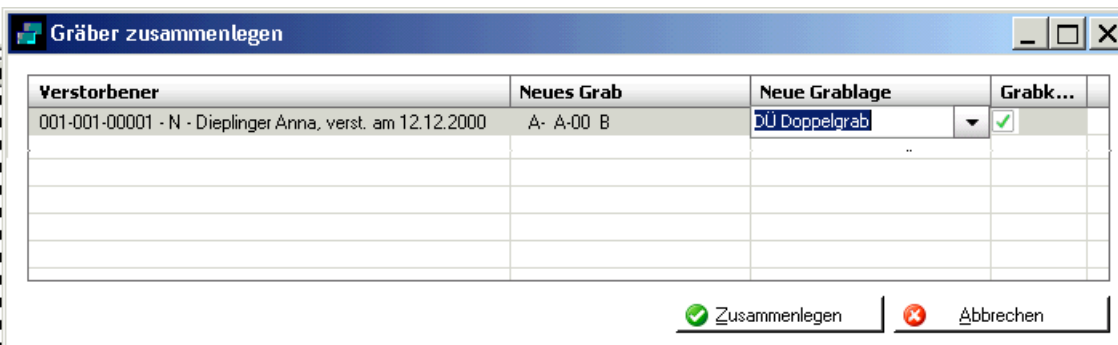 Gräber zusammenlegen
Verstorbener Neues Grab Neue Grablage Grabk...
001-001-00001 - N - Dieplinger Anna, verst. am 12.12.2000 A- A-00 B DÜ Doppelgrab
Zusammenlegen Abbrechen